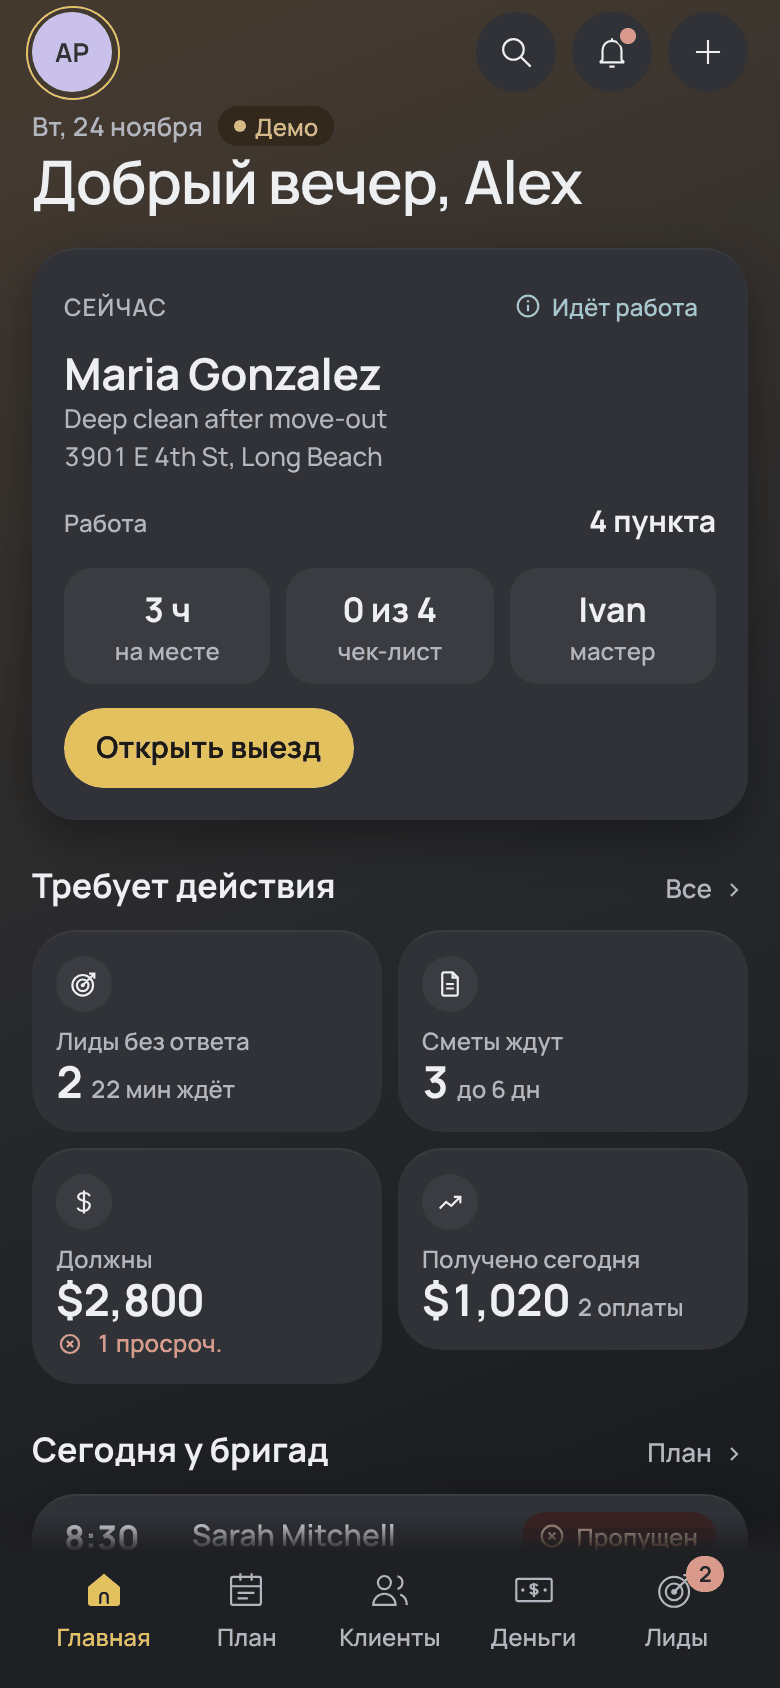 AP
Вт, 24 ноября Демо
Добрый вечер, Alex
СЕЙЧАС Идёт работа
Maria Gonzalez
Deep clean after move-out
3901 E 4th St, Long Beach
Работа 4 пункта
3 ч 0 из 4 Ivan
на месте чек-лист мастер
Открыть выезд
Требует действия Все
Лиды без ответа
2 22 мин ждёт
Сметы ждут
3 до 6 дн
$
Должны
$2,800
1 просроч.
Получено сегодня
$1,020 2 оплаты
Сегодня у бригад План
8:30 Sarah Mitchell Пропущен
$ 2
Главная План Клиенты Деньги Лиды